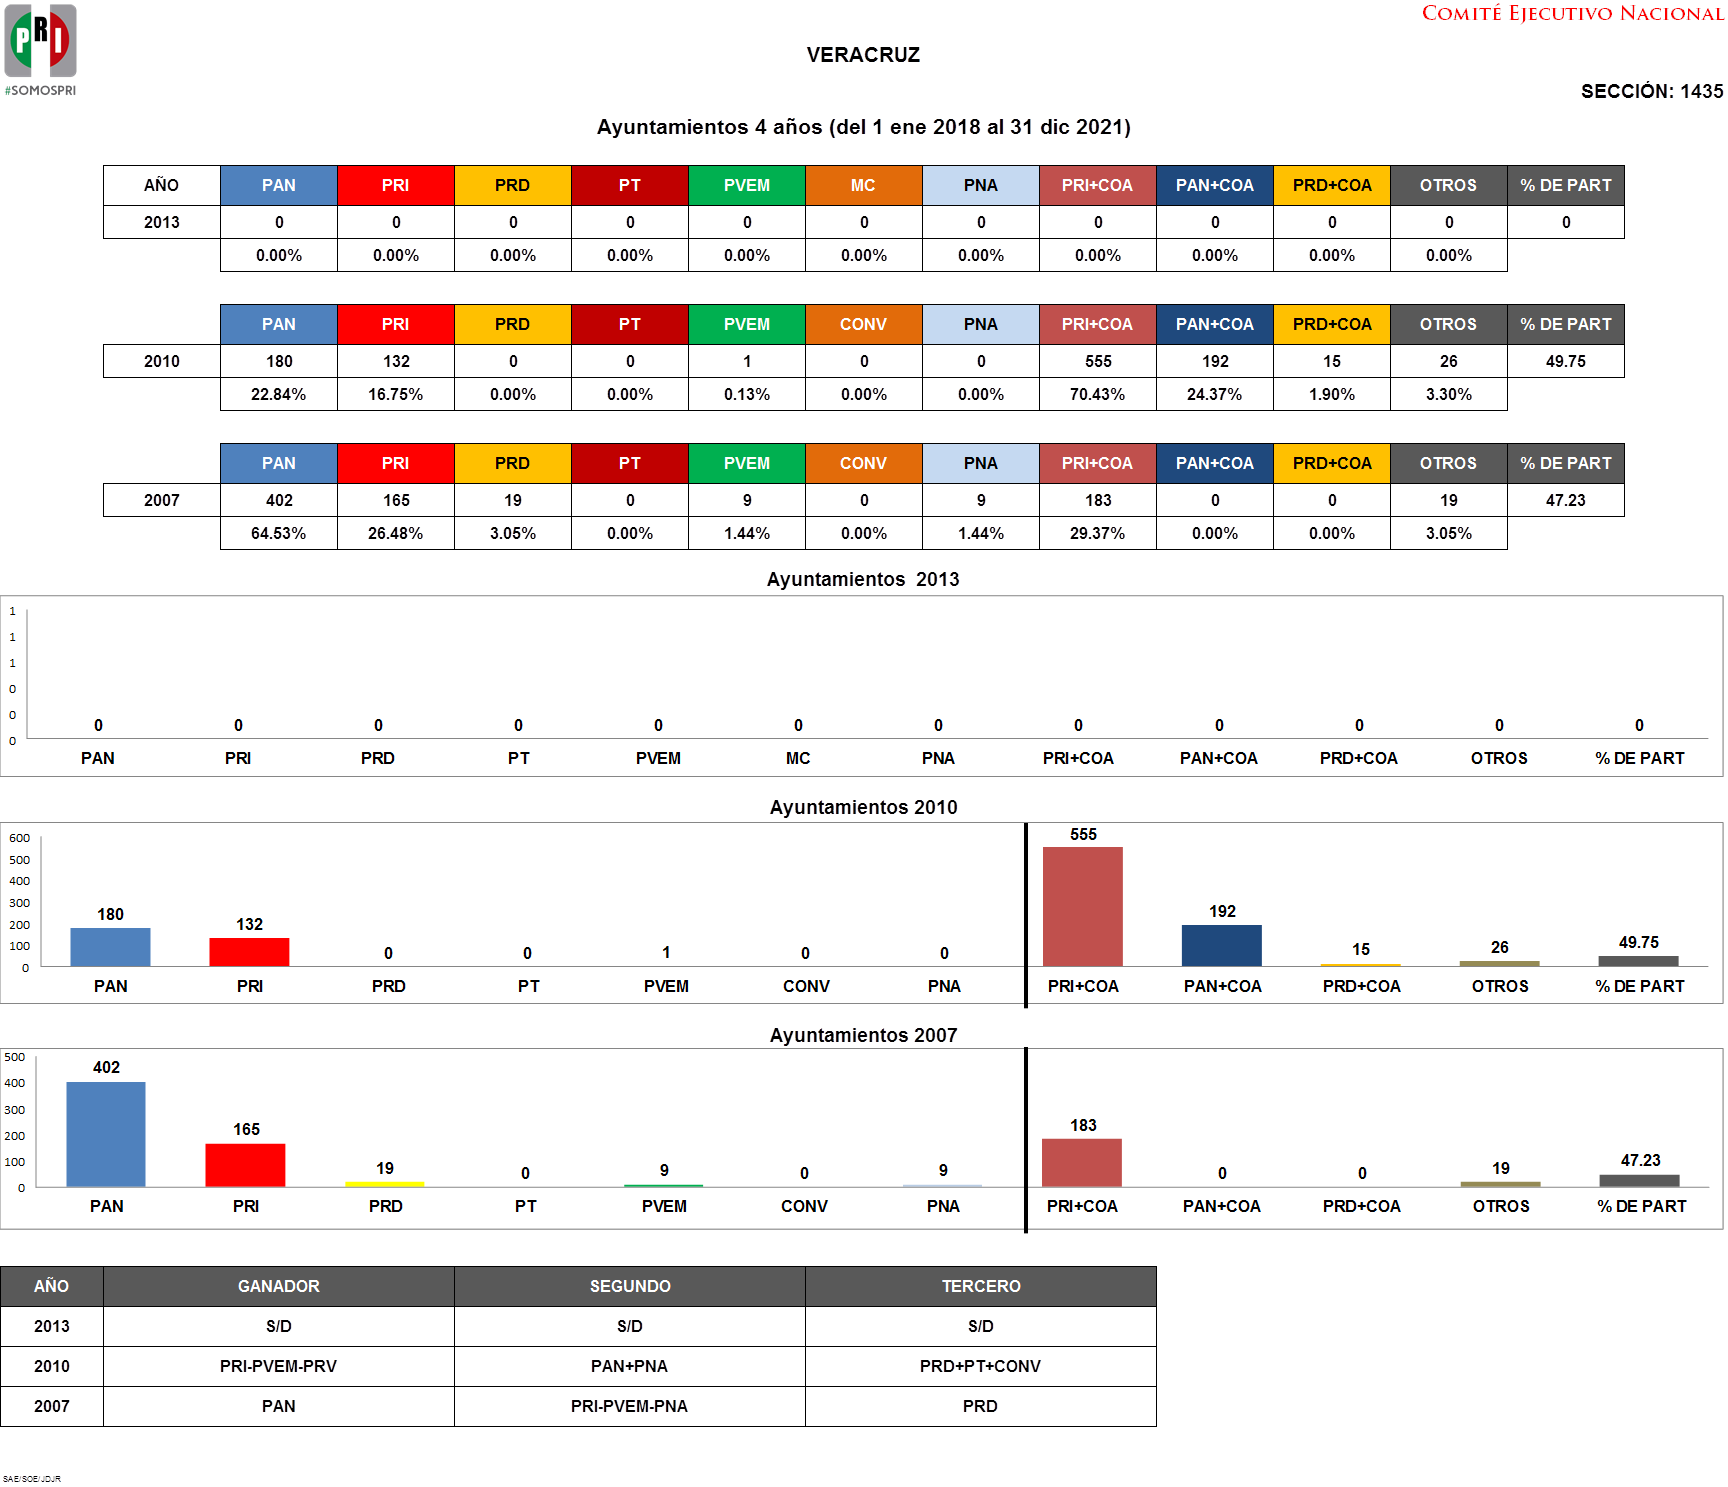 PRI
#SOMOSPRI
COMITÉ EJECUTIVO NACIONAL
VERACRUZ
SECCIÓN: 1435
Ayuntamientos 4 años (del 1 ene 2018 al 31 dic 2021)
AÑO PAN PRI PRD PT PVEM MC PNA PRI+COA PAN+COA PRD+COA OTROS % DE PART
2013 0 0 0 0 0 0 0 0 0 0 0 0
0.00% 0.00% 0.00% 0.00% 0.00% 0.00% 0.00% 0.00% 0.00% 0.00% 0.00%
PAN PRI PRD PT PVEM CONV PNA PRI+COA PAN+COA PRD+COA OTROS % DE PART
2010 180 132 0 0 1 0 0 555 192 15 26 49.75
22.84% 16.75% 0.00% 0.00% 0.13% 0.00% 0.00% 70.43% 24.37% 1.90% 3.30%
PAN PRI PRD PT PVEM CONV PNA PRI+COA PAN+COA PRD+COA OTROS % DE PART
2007 402 165 19 0 9 0 9 183 0 0 19 47.23
64.53% 26.48% 3.05% 0.00% 1.44% 0.00% 1.44% 29.37% 0.00% 0.00% 3.05%
Ayuntamientos 2013
1
1
1
0
0
0
0 0 0 0 0 0 0 0 0 0 0 0
PAN PRI PRD PT PVEM MC PNA PRI+COA PAN+COA PRD+COA OTROS % DE PART
Ayuntamientos 2010
600
500
400
300
200
100
0
180 132 0 0 1 0 0 555 192 15 26 49.75
PAN PRI PRD PT PVEM CONV PNA PRI+COA PAN+COA PRD+COA OTROS % DE PART
Ayuntamientos 2007
500
400
300
200
100
0
402 165 19 0 9 0 9 183 0 0 19 47.23
PAN PRI PRD PT PVEM CONV PNA PRI+COA PAN+COA PRD+COA OTROS % DE PART
AÑO GANADOR SEGUNDO TERCERO
2013 S/D S/D S/D
2010 PRI-PVEM-PRV PAN+PNA PRD+PT+CONV
2007 PAN PRI-PVEM-PNA PRD
SAE/SOE/JDJR